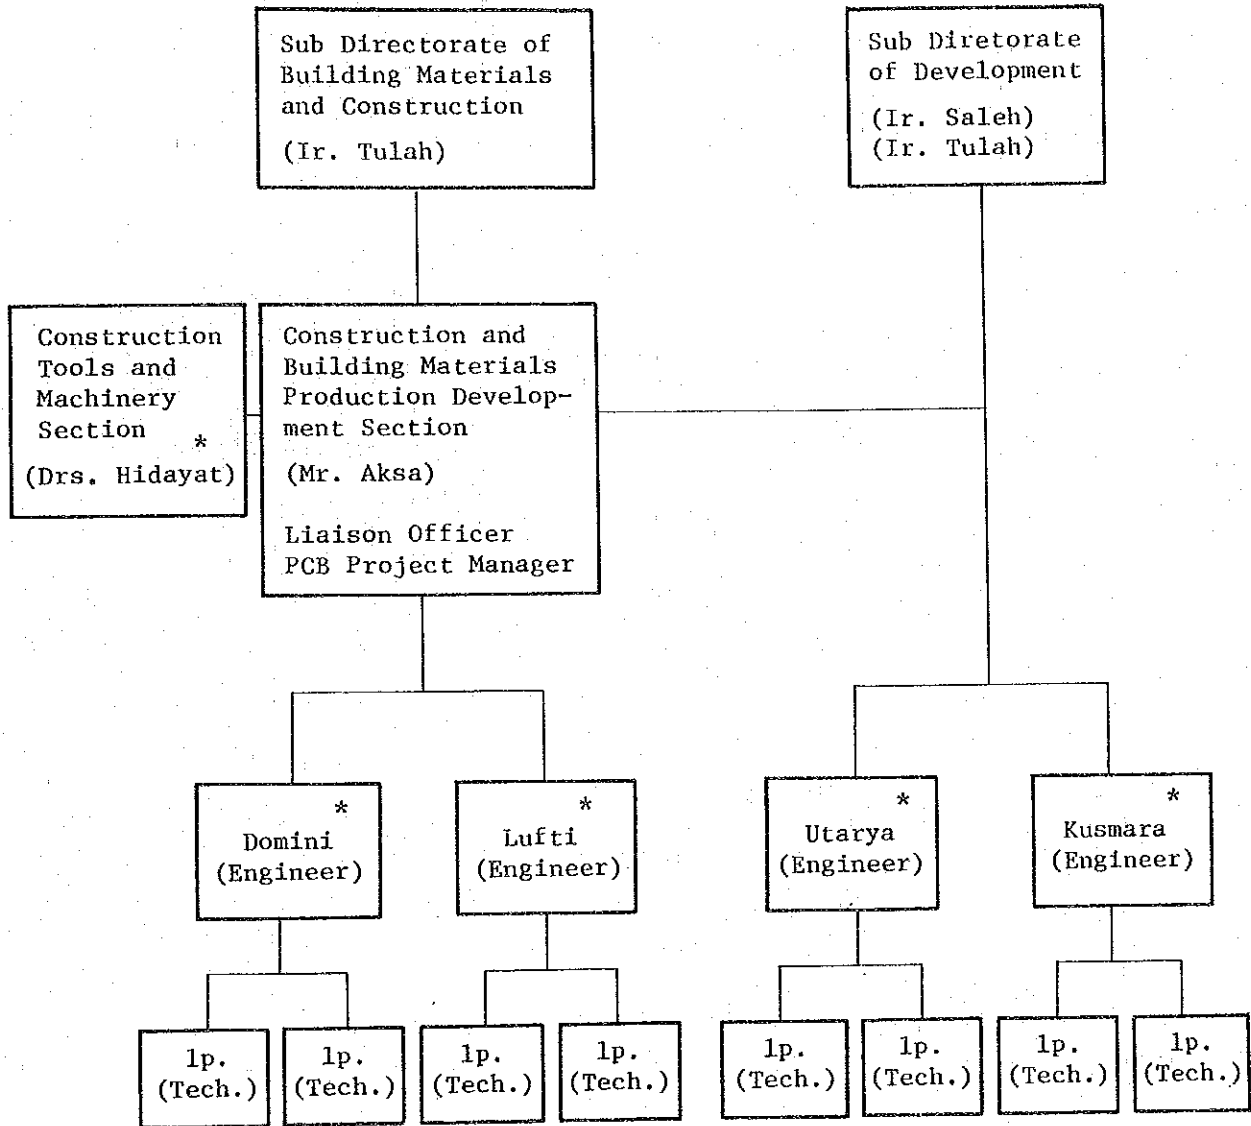 Sub Directorate of
Building Materials
and Construction
(Ir. Tulah)
Sub Diretorate
of Development
(Ir. Saleh)
(Ir. Tulah)
Construction
Tools and
Machinery
Section
*
(Drs. Hidayat)
Construction and
Building Materials
Production Develop-
ment Section
(Mr. Aksa)
Liaison Officer
PCB Project Manager
*
Domini
(Engineer)
*
Lufti
(Engineer)
*
Utarya
(Engineer)
*
Kusmara
(Engineer)
1p.
(Tech.)
1p.
(Tech.)
1p.
(Tech.)
1p.
(Tech.)
1p.
(Tech.)
1p.
(Tech.)
1p.
(Tech.)
1p.
(Tech.)